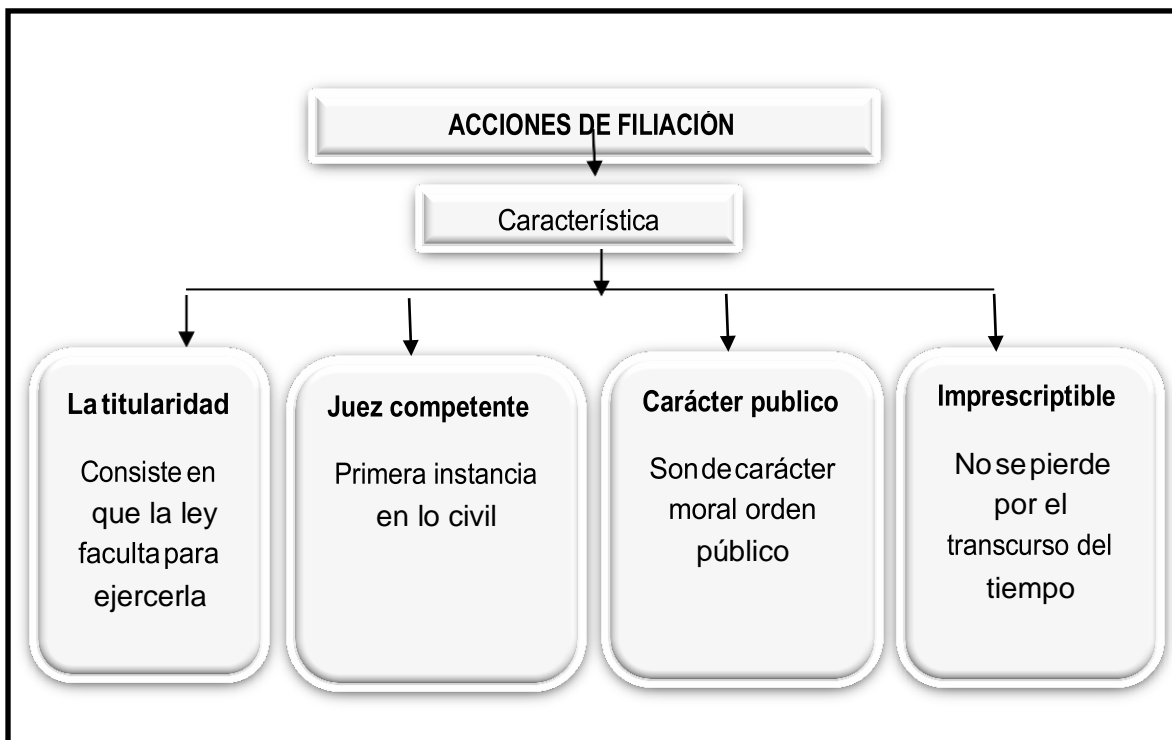 ACCIONES DE FILIACIÓN
Característica
La titularidad
Consiste en
que la ley
faculta para
ejercerla
Juez competente
Primera instancia
en lo civil
Carácter publico
Son de carácter
moral orden
público
Imprescriptible
No se pierde
por el
transcurso del
tiempo